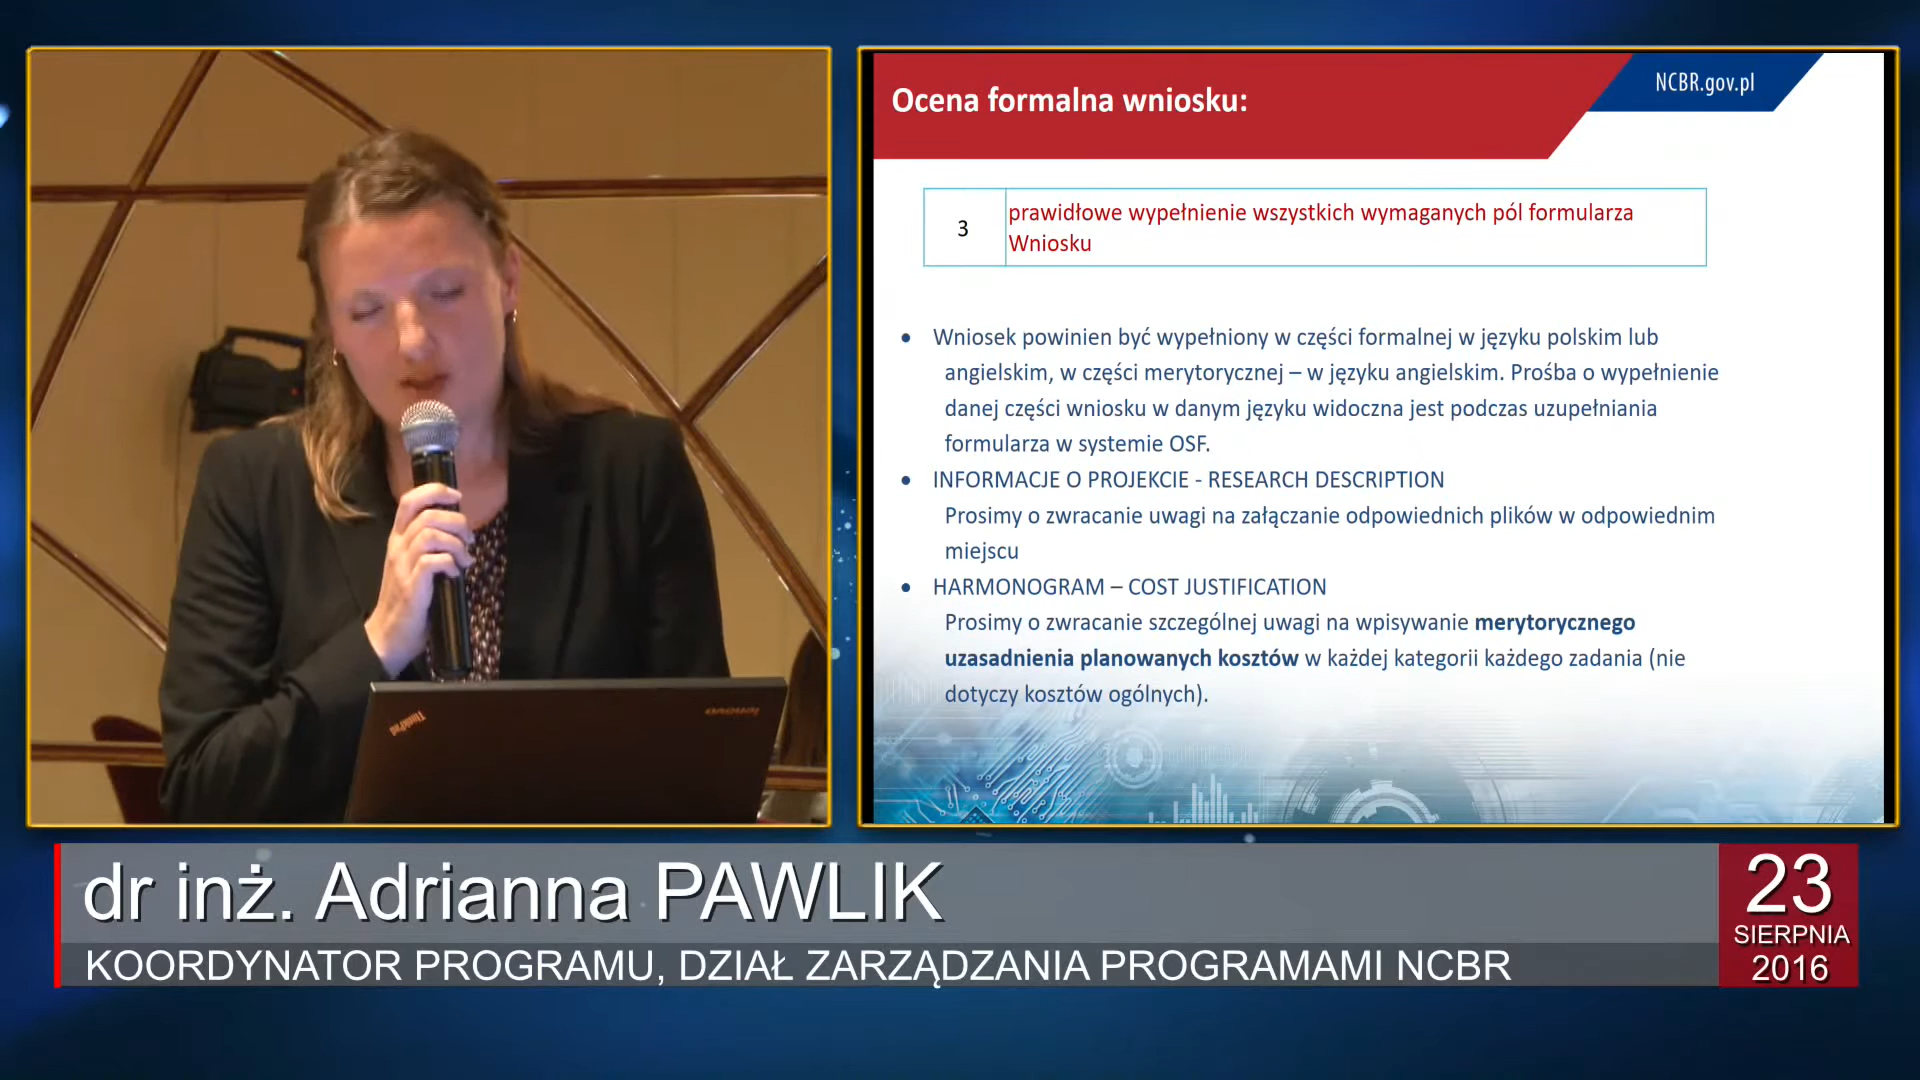 Ocena formalna wniosku:
NCBR.gov.pl
3
prawidłowe wypełnienie wszystkich wymaganych pól formularza
Wniosku
• Wniosek powinien być wypełniony w części formalnej w języku polskim lub
angielskim, w części merytorycznej – w języku angielskim. Prośba o wypełnienie
danej części wniosku w danym języku widoczna jest podczas uzupełniania
formularza w systemie OSF.
• INFORMACJE O PROJEKCIE - RESEARCH DESCRIPTION
Prosimy o zwracanie uwagi na załączanie odpowiednich plików w odpowiednim
miejscu
• HARMONOGRAM – COST JUSTIFICATION
Prosimy o zwracanie szczególnej uwagi na wpisywanie merytorycznego
uzasadnienia planowanych kosztów w każdej kategorii każdego zadania (nie
dotyczy kosztów ogólnych).
ThinkPad
lenovo
dr inż. Adrianna PAWLIK
KOORDYNATOR PROGRAMU, DZIAŁ ZARZĄDZANIA PROGRAMAMI NCBR
23
SIERPNIA
2016